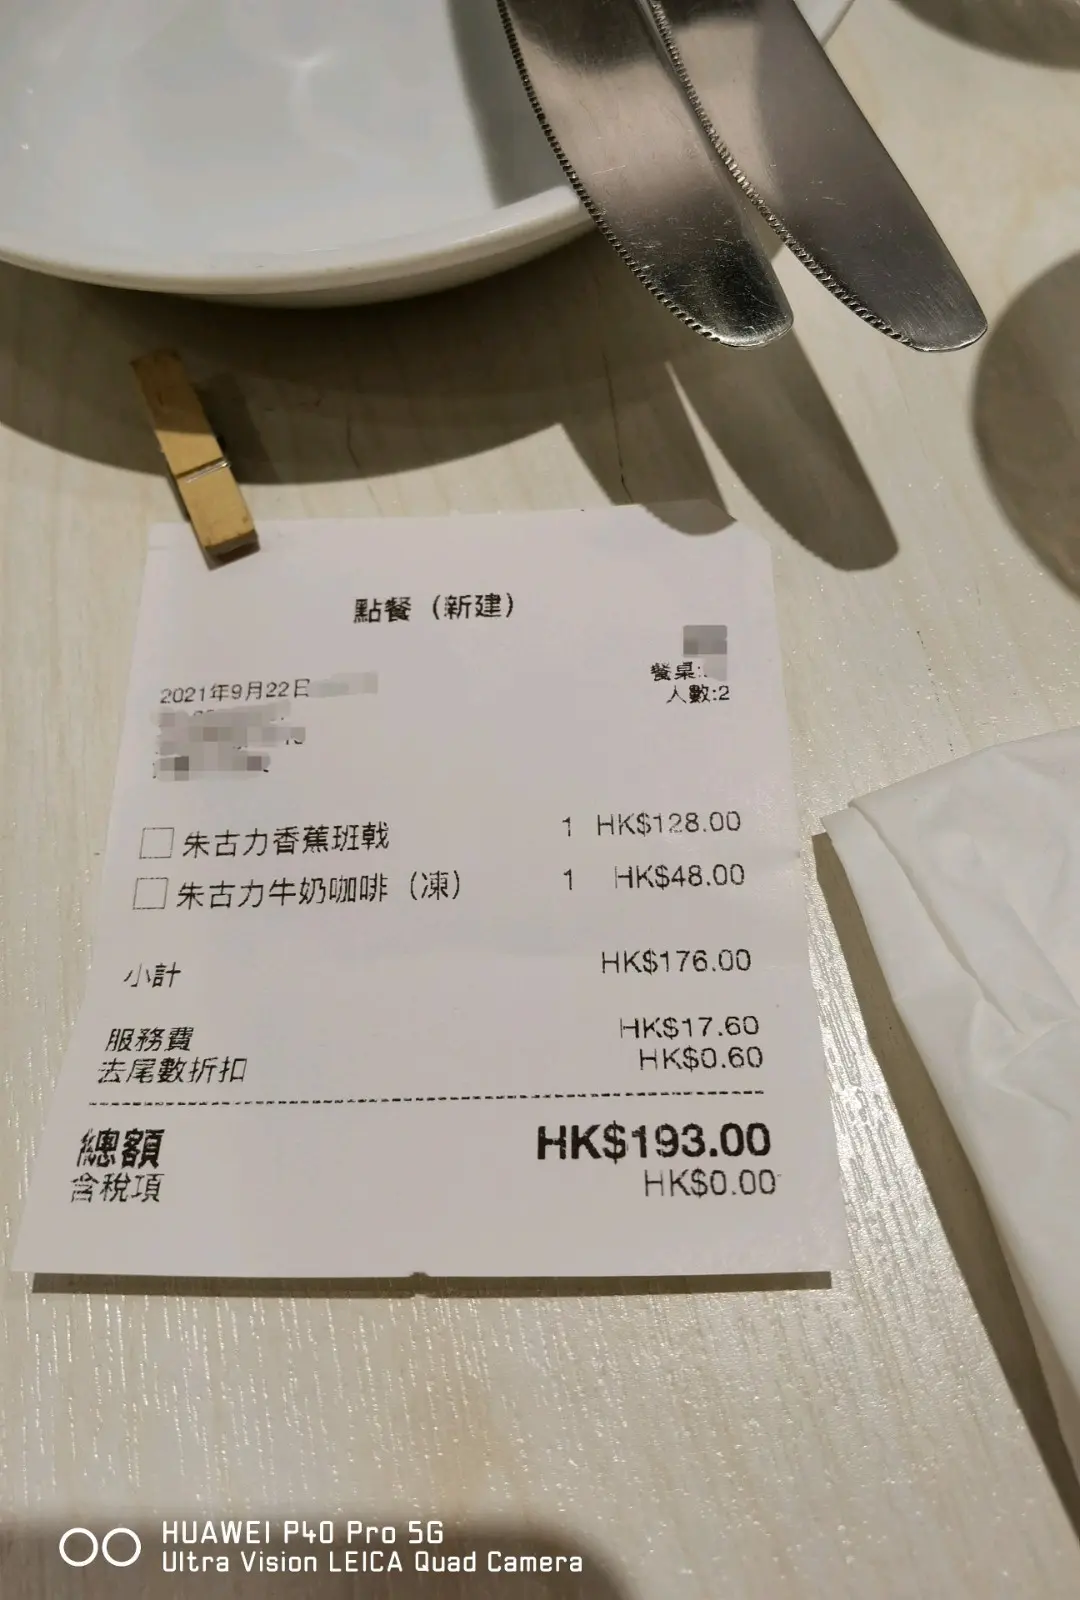 點餐（新建）
2021年9月22日
餐桌:
人數:2
朱古力香蕉班戟 1 HK$128.00
朱古力牛奶咖啡（凍） 1 HK$48.00
小計 HK$176.00
服務費 HK$17.60
去尾數折扣 HK$0.60
總額 HK$193.00
含稅項 HK$0.00
HUAWEI P40 Pro 5G
Ultra Vision LEICA Quad Camera